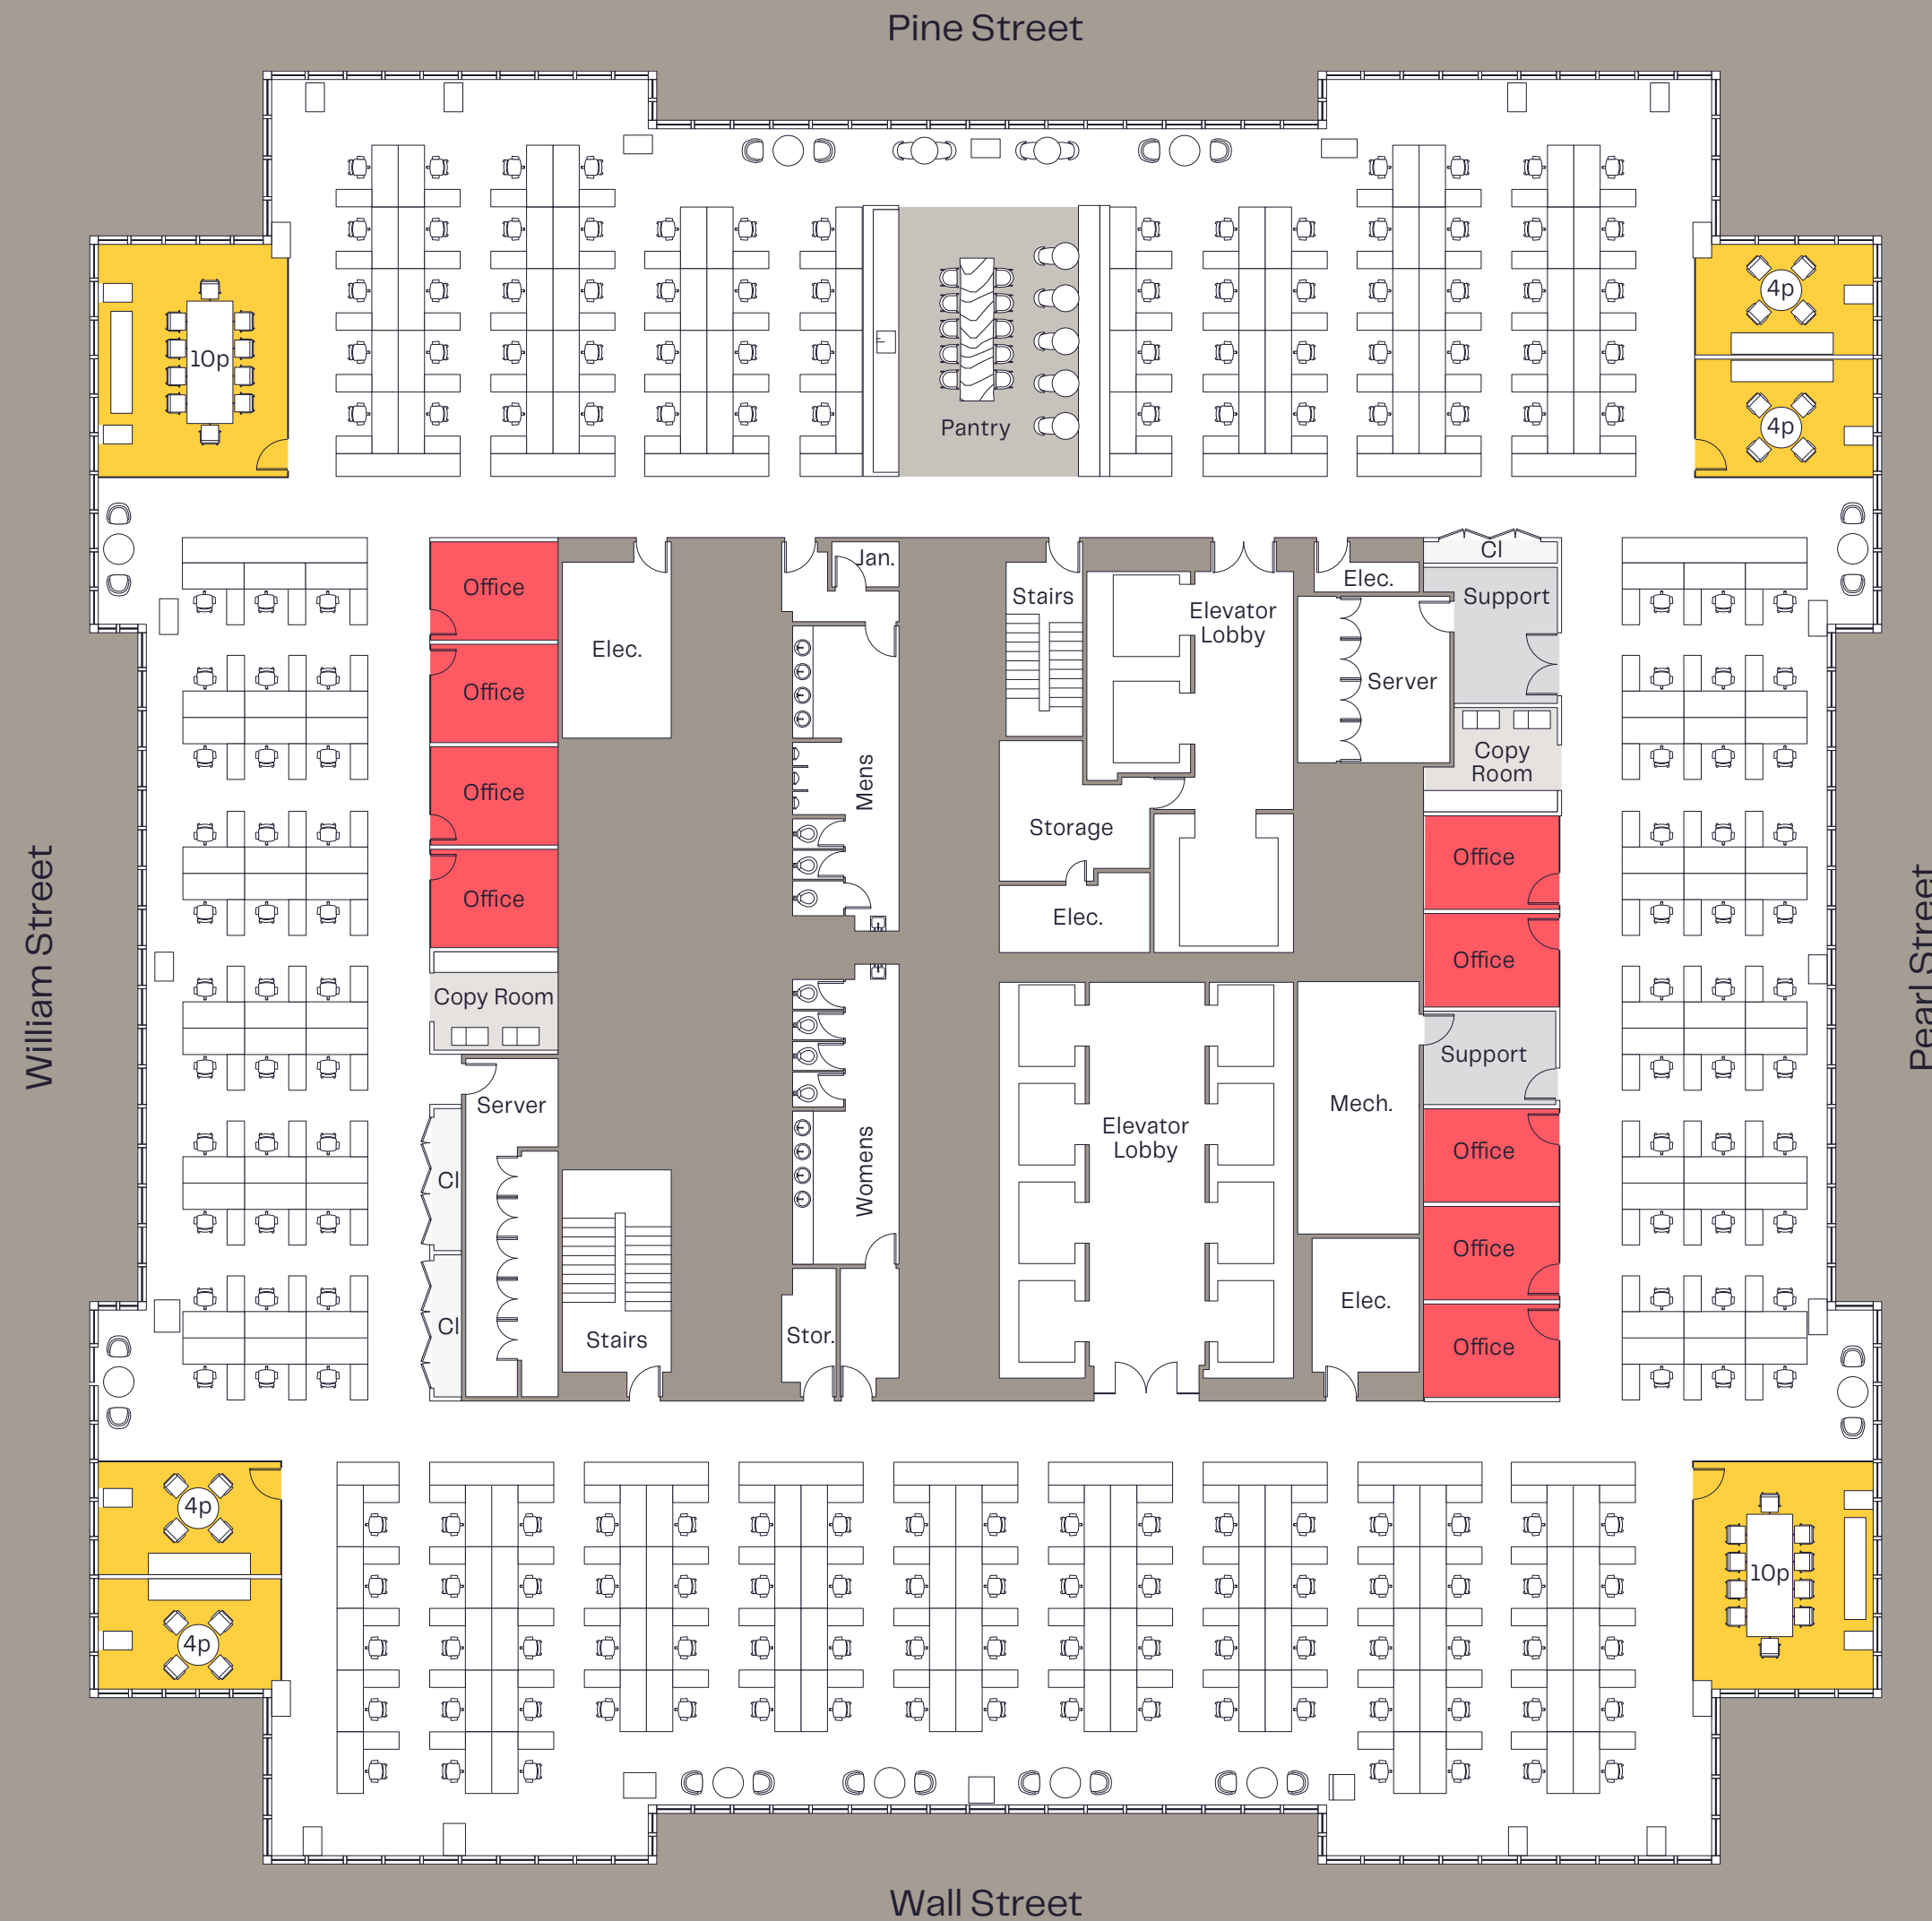 Pine Street
4p
10p
4p
Pantry
Cl
Jan.
Office
Elec.
Stairs
Elevator
Lobby
Support
Elec.
Office
Server
Mens
Copy
Room
Office
Storage
Office
Office
Elec.
Office
William Street
Pearl Street
Copy Room
Support
Server
Mech.
Elevator
Lobby
Office
Womens
Cl
Office
Elec.
Cl
Stor.
Stairs
Office
4p
10p
4p
Wall Street